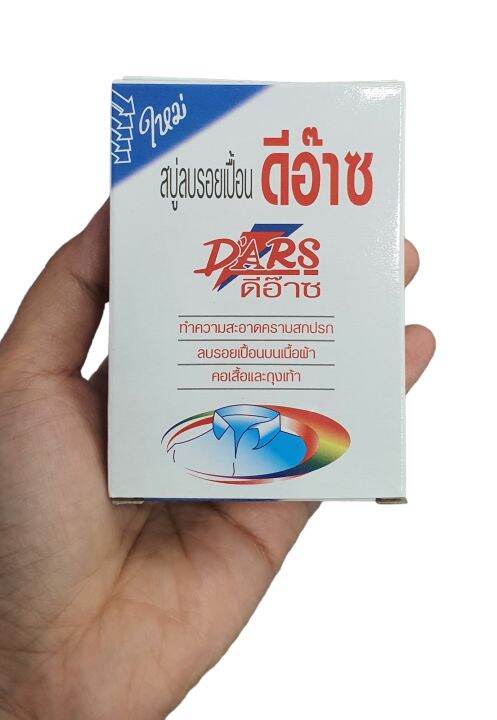 ใหม่
สบู่ลบรอยเปื้อน ดีอ๊าซ
D'ARS
ดีอ๊าซ
ทำความสะอาดคราบสกปรก
ลบรอยเปื้อนบนเนื้อผ้า
คอเสื้อและถุงเท้า